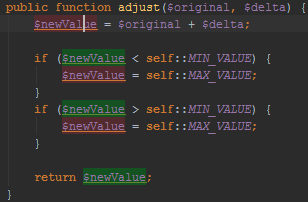 public function adjust($original, $delta) {
$newValue = $original + $delta;
if ($newValue < self::MIN_VALUE) {
$newValue = self::MAX_VALUE;
}
if ($newValue > self::MIN_VALUE) {
$newValue = self::MAX_VALUE;
}
return $newValue;
}